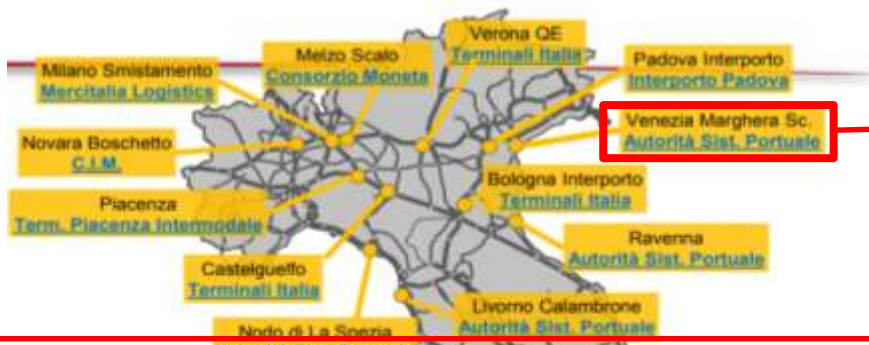 Verona QE
Terminali Italia
Melzo Scalo
Consorzio Moneta
Padova Interporto
Interporto Padova
Milano Smistamento
Mercitalia Logistics
Venezia Marghera Sc.
Autorità Sist. Portuale
Novara Boschetto
C.I.M.
Bologna Interporto
Terminali Italia
Piacenza
Term. Piacenza Intermodale
Ravenna
Autorità Sist. Portuale
Castelguelfo
Terminali Italia
Livorno Calambrone
Autorità Sist. Portuale
Nodo di La Spezia